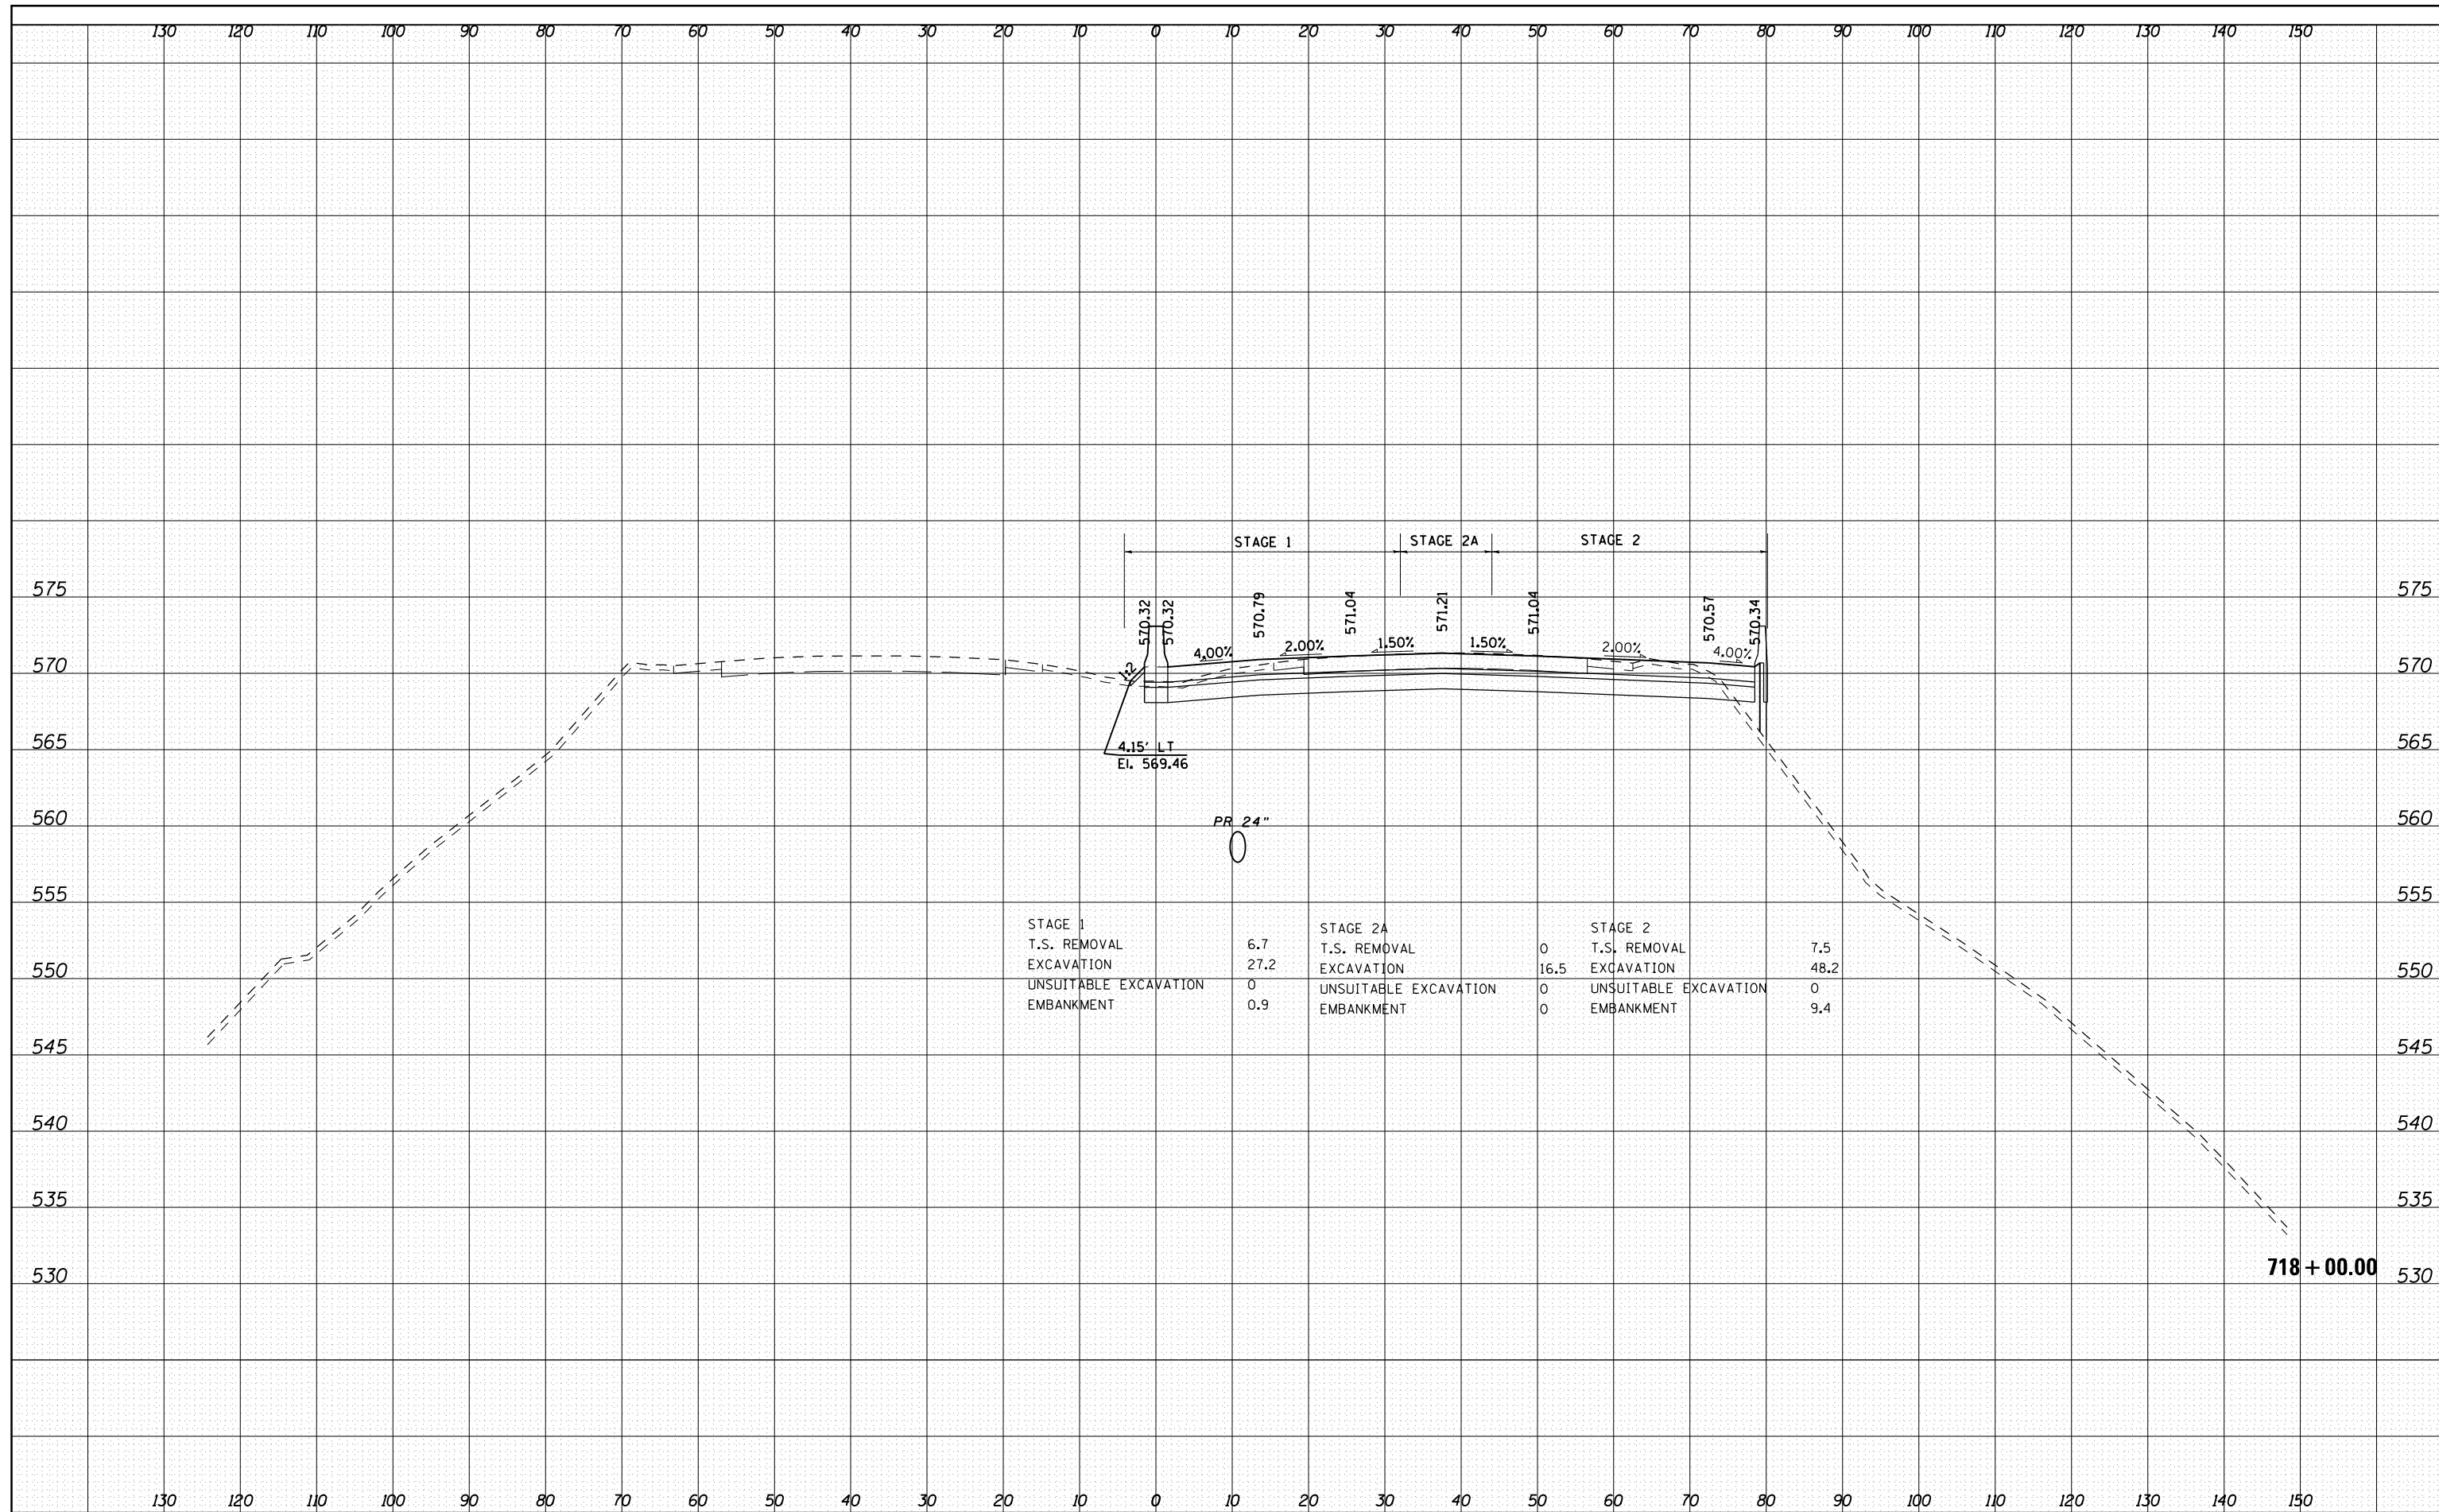 130 120 110 100 90 80 70 60 50 40 30 20 10 0 10 20 30 40 50 60 70 80 90 100 110 120 130 140 150
STAGE 1 STAGE 2A STAGE 2
575 575
570.32 570.32 570.79 571.04 571.21 571.04 570.57 570.34
4.00% 2.00% 1.50% 1.50% 2.00% 4.00%
570 1:2 570
565 565
4.15' LT
El. 569.46
560 560
PR 24"
555 555
STAGE 1
T.S. REMOVAL 6.7
EXCAVATION 27.2
UNSUITABLE EXCAVATION 0
EMBANKMENT 0.9
STAGE 2A
T.S. REMOVAL 0
EXCAVATION 16.5
UNSUITABLE EXCAVATION 0
EMBANKMENT 0
STAGE 2
T.S. REMOVAL 7.5
EXCAVATION 48.2
UNSUITABLE EXCAVATION 0
EMBANKMENT 9.4
550 550
545 545
540 540
535 535
718+00.00
530 530
130 120 110 100 90 80 70 60 50 40 30 20 10 0 10 20 30 40 50 60 70 80 90 100 110 120 130 140 150